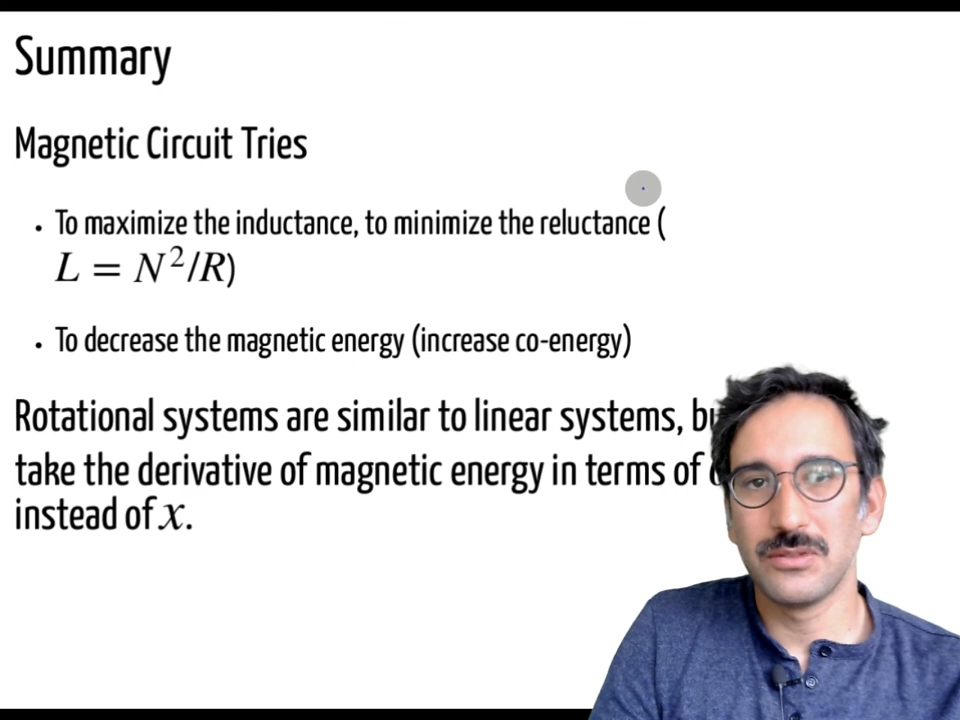 Summary
Magnetic Circuit Tries
• To maximize the inductance, to minimize the reluctance (
L = N²/R)
• To decrease the magnetic energy (increase co-energy)
Rotational systems are similar to linear systems,
take the derivative of magnetic energy in terms of
instead of x.